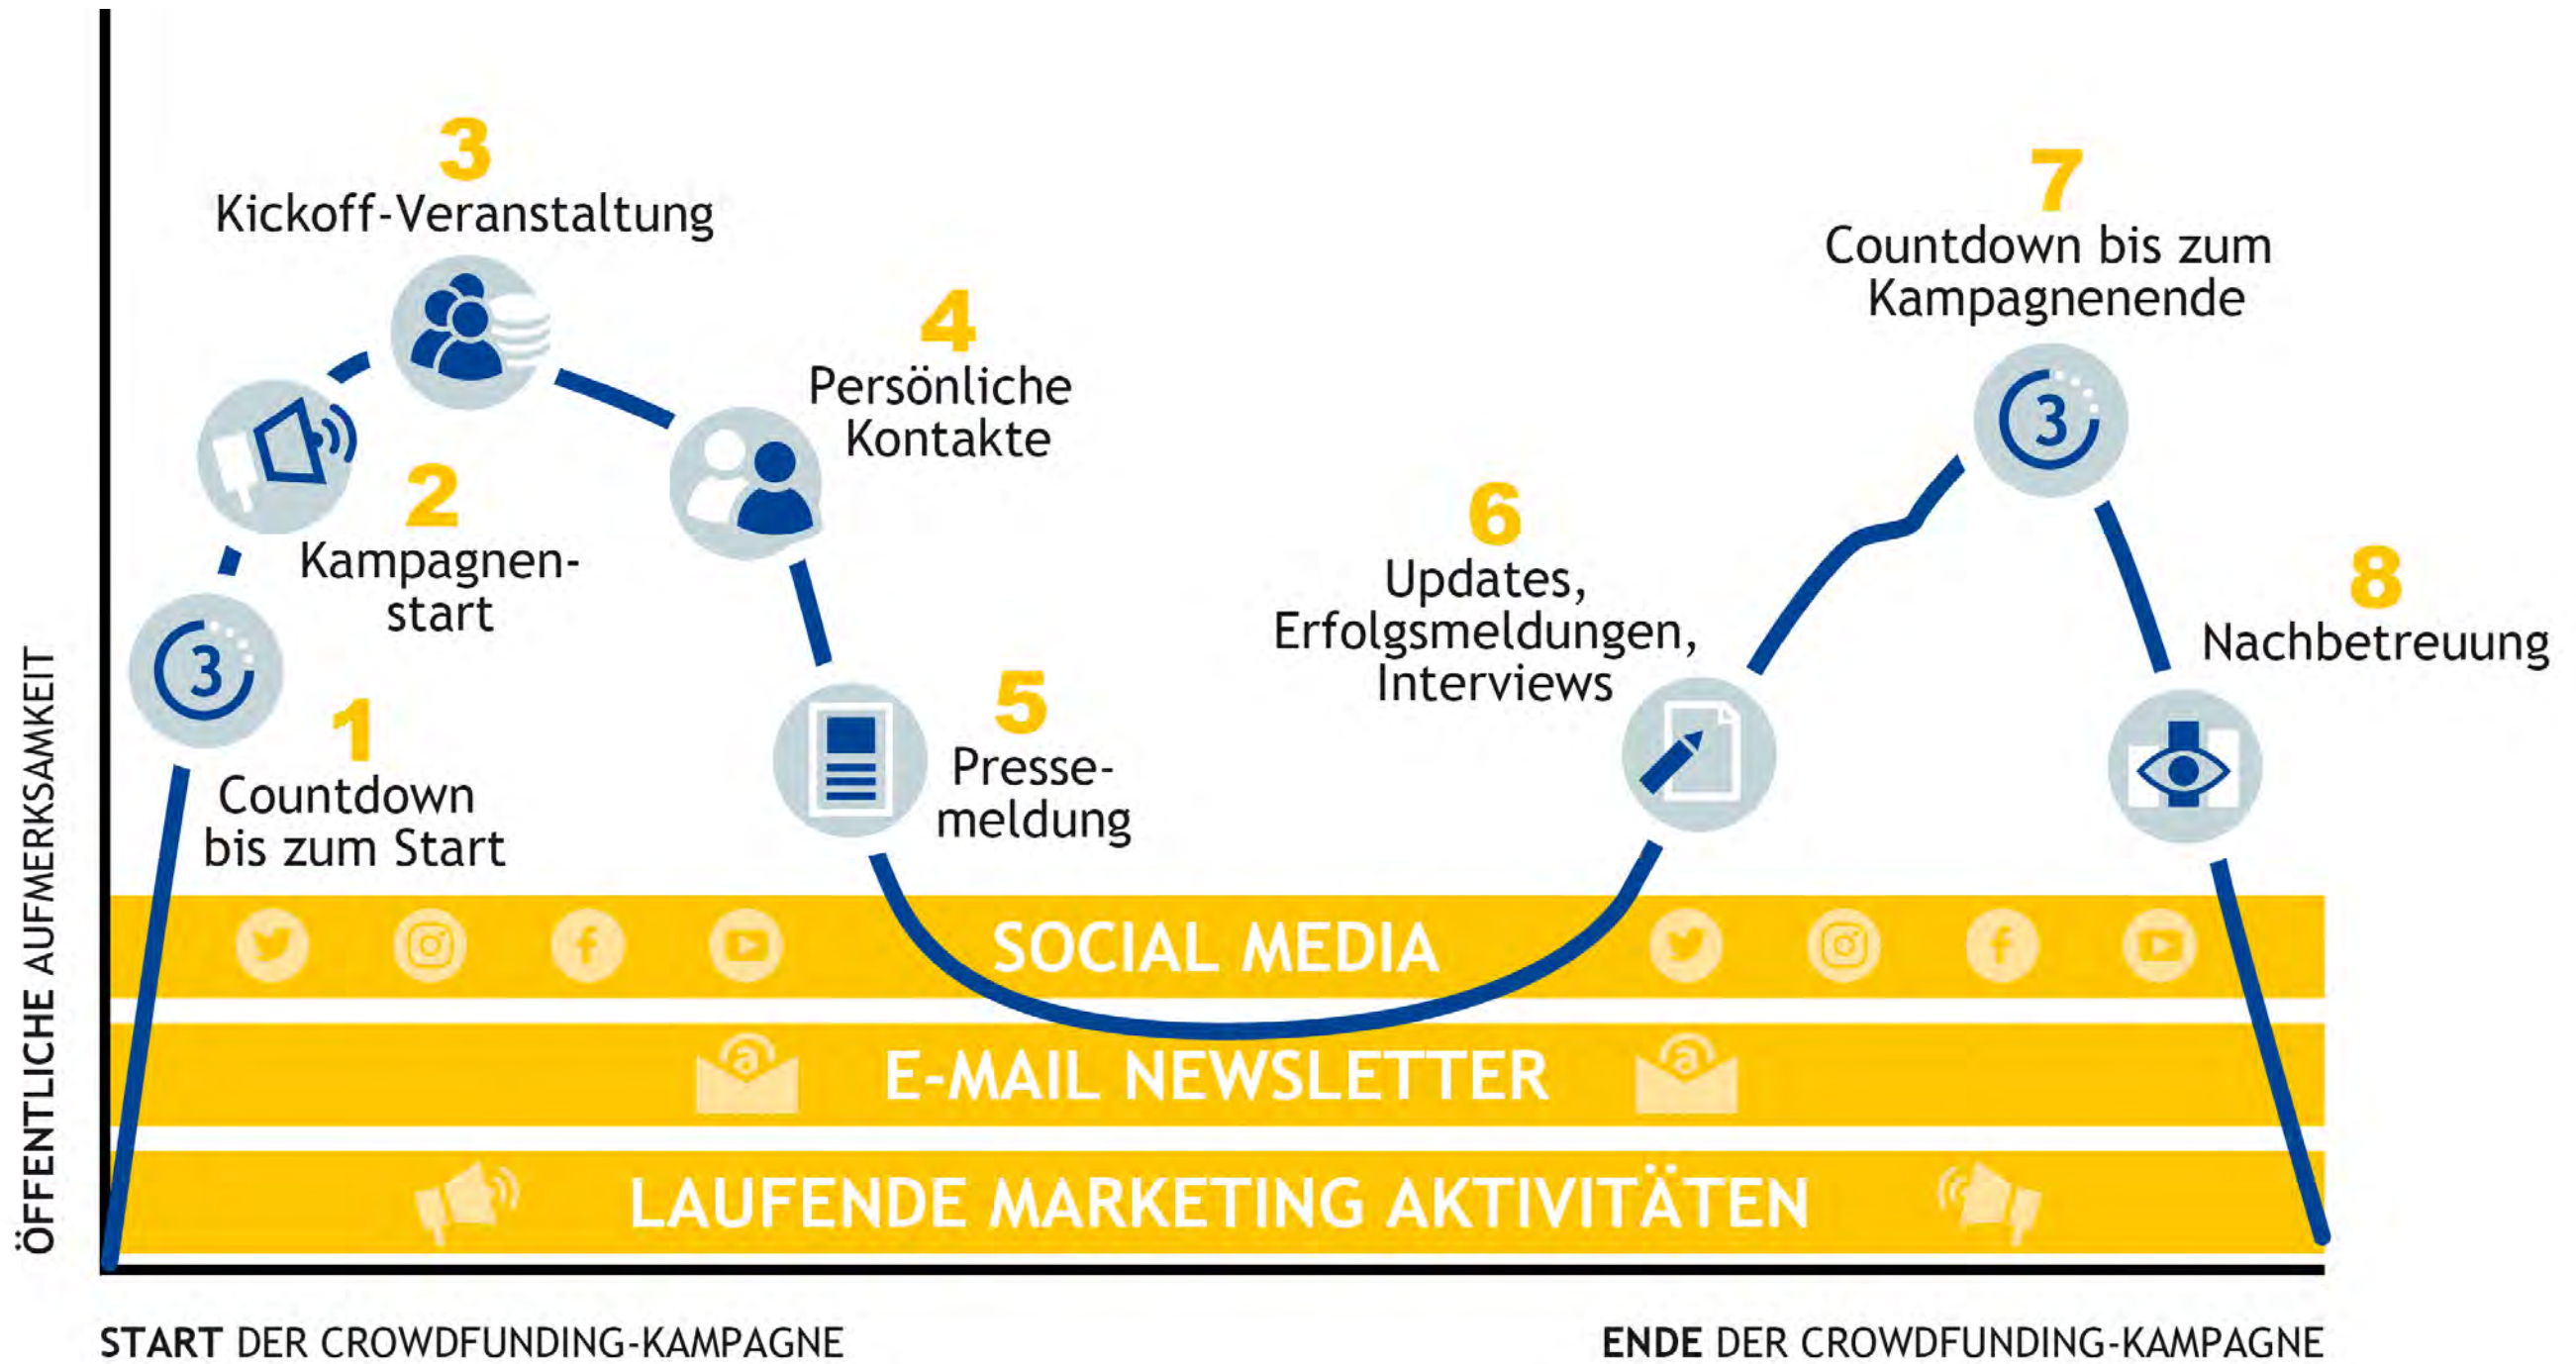 3
Kickoff-Veranstaltung
7
Countdown bis zum
Kampagnenende
4
Persönliche
Kontakte
3
2
Kampagnen-
start
6
Updates,
Erfolgsmeldungen,
Interviews
8
Nachbetreuung
3
1
Countdown
bis zum Start
5
Presse-
meldung
ÖFFENTLICHE AUFMERKSAMKEIT
SOCIAL MEDIA
a E-MAIL NEWSLETTER a
LAUFENDE MARKETING AKTIVITÄTEN
START DER CROWDFUNDING-KAMPAGNE
ENDE DER CROWDFUNDING-KAMPAGNE